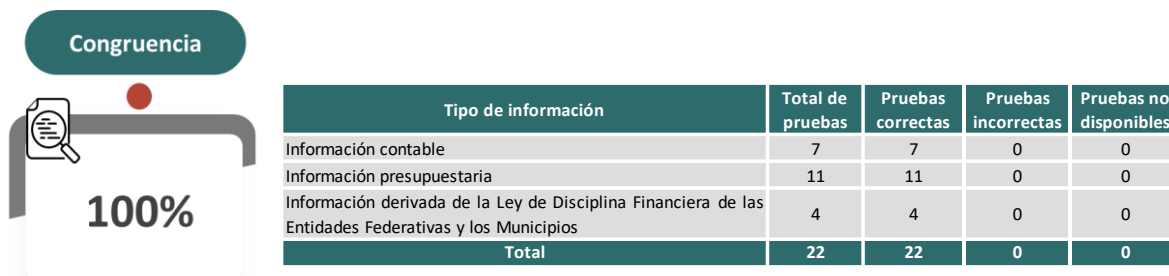 Congruencia
100%
Tipo de información Total de pruebas Pruebas correctas Pruebas incorrectas Pruebas no disponibles
Información contable 7 7 0 0
Información presupuestaria 11 11 0 0
Información derivada de la Ley de Disciplina Financiera de las
Entidades Federativas y los Municipios 4 4 0 0
Total 22 22 0 0